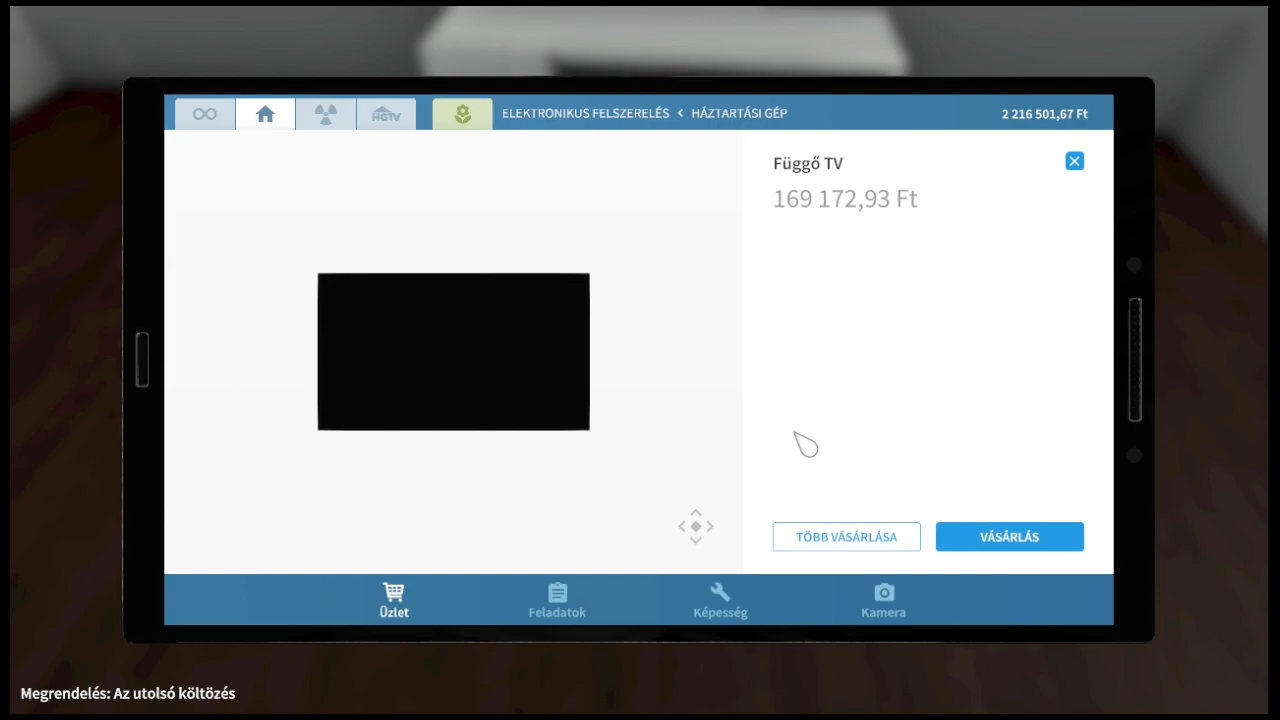 HGTV
ELEKTRONIKUS FELSZERELÉS < HÁZTARTÁSI GÉP
2 216 501,67 Ft
Függő TV
169 172,93 Ft
TÖBB VÁSÁRLÁSA
VÁSÁRLÁS
Üzlet
Feladatok
Képesség
Kamera
Megrendelés: Az utolsó költözés